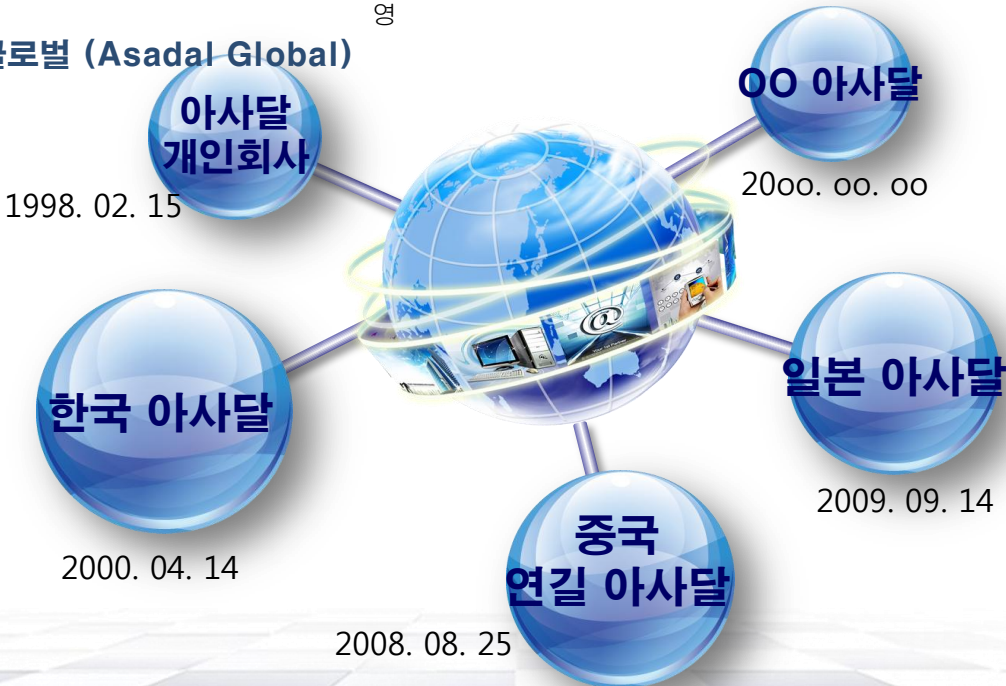 영
글로벌 (Asadal Global)
아사달
개인회사
1998. 02. 15
OO 아사달
20oo. oo. oo
한국 아사달
2000. 04. 14
일본 아사달
2009. 09. 14
중국
연길 아사달
2008. 08. 25
@